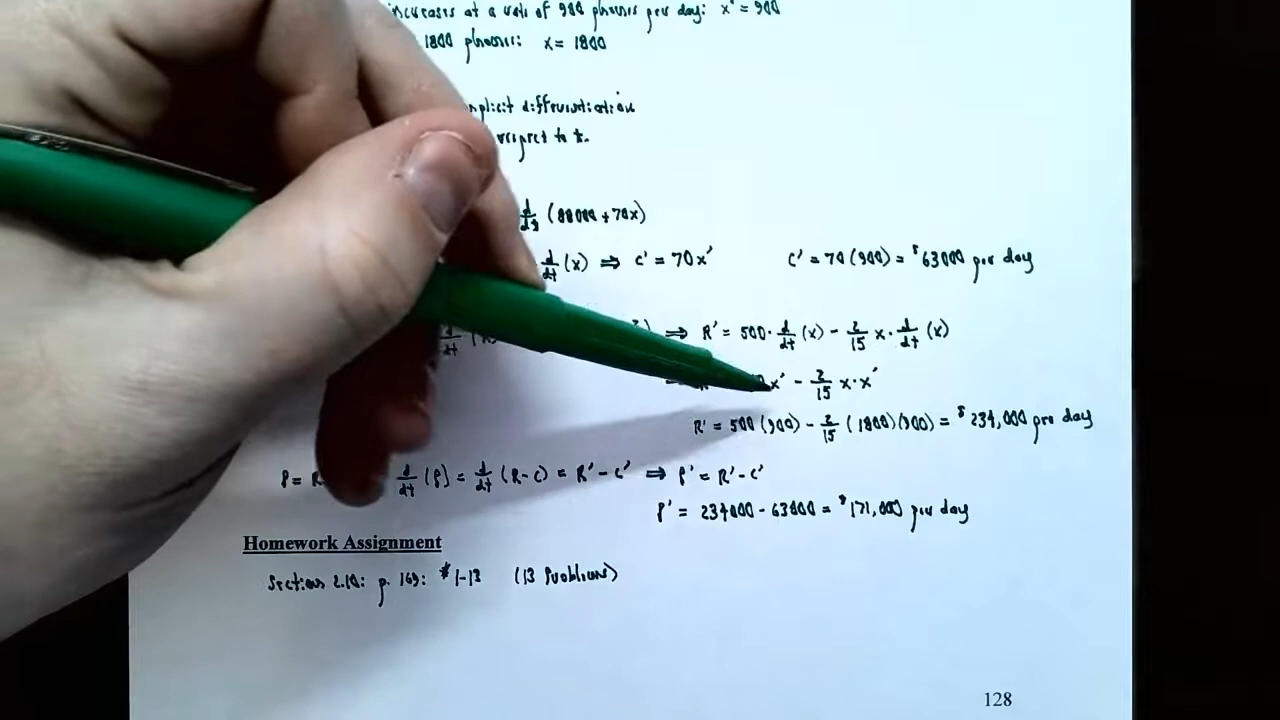 increases at a rate of 900 phones per day: x' = 900
1800 phones: x = 1800
plicit differentiation
respect to t.
d/dt (88000 + 70x)
d/dt (x) ⇒ C' = 70x' C' = 70(900) = $63000 per day
d/dt ⇒ R' = 500 · d/dt (x) − 2/15 x · d/dt (x)
x' − 2/15 x · x'
R' = 500(900) − 2/15 (1800)(900) = $234,000 per day
P = R d/dt (P) = d/dt (R − C) = R' − C' ⇒ P' = R' − C'
P' = 234000 − 63000 = $171,000 per day
Homework Assignment
Section 2.10: p. 169: #1-13 (13 Problems)
128